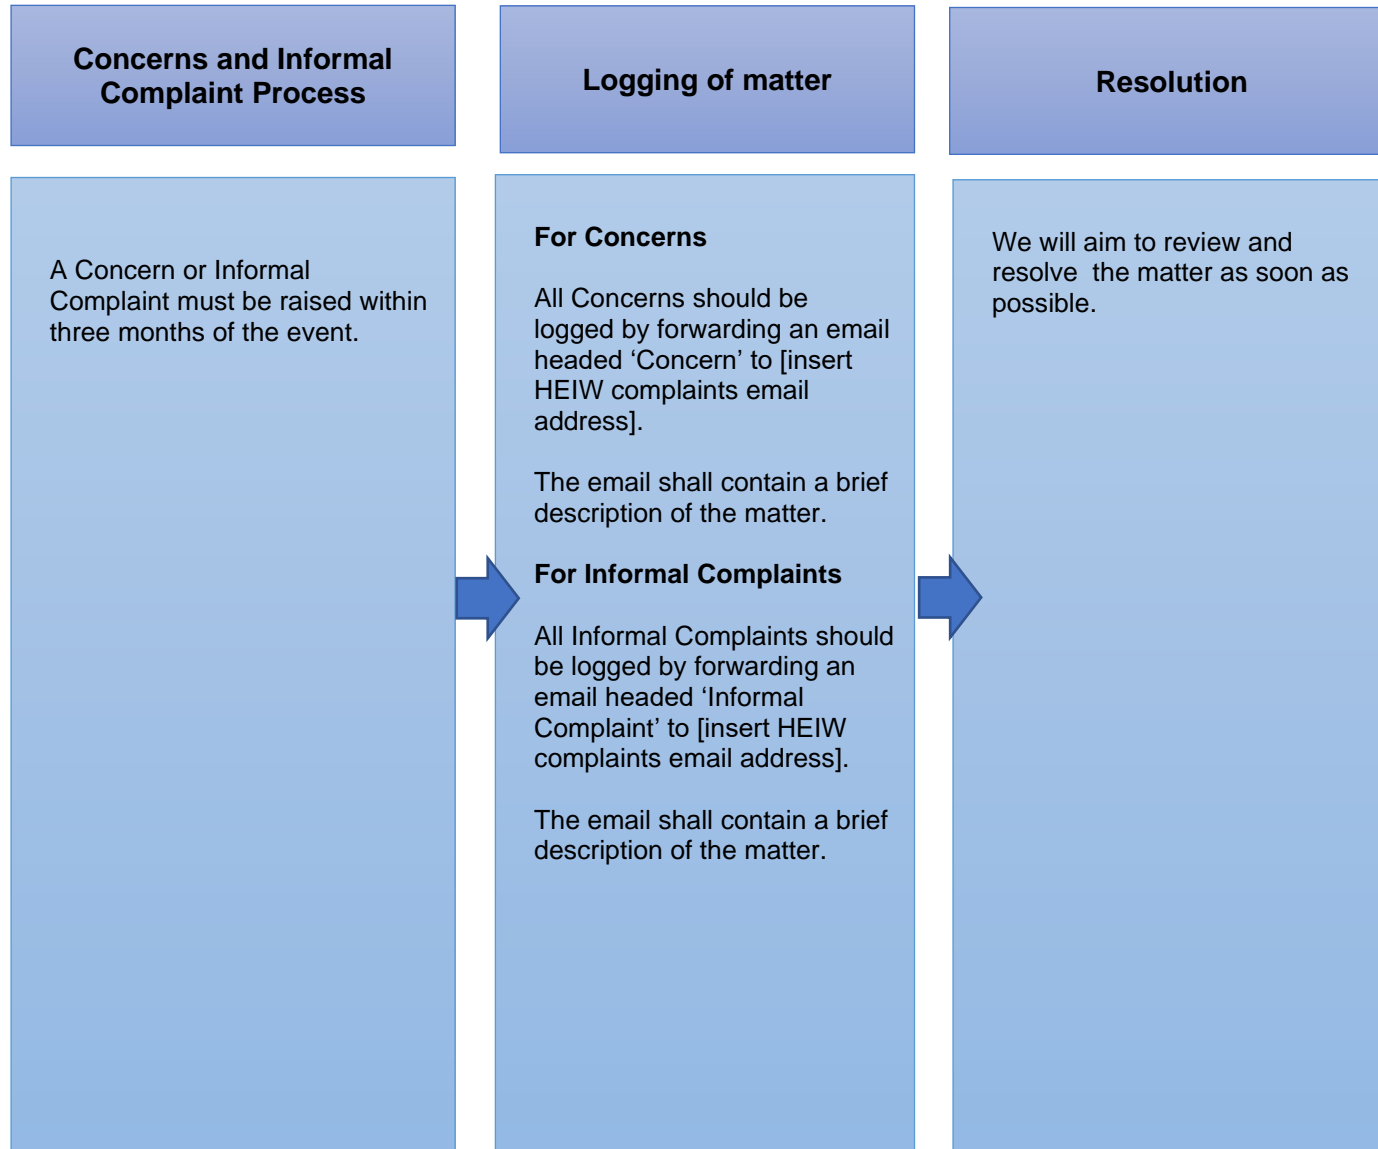 Concerns and Informal
Complaint Process
Logging of matter
Resolution
A Concern or Informal
Complaint must be raised within
three months of the event.
For Concerns
All Concerns should be
logged by forwarding an email
headed ‘Concern’ to [insert
HEIW complaints email
address].
The email shall contain a brief
description of the matter.
For Informal Complaints
All Informal Complaints should
be logged by forwarding an
email headed ‘Informal
Complaint’ to [insert HEIW
complaints email address].
The email shall contain a brief
description of the matter.
We will aim to review and
resolve  the matter as soon as
possible.